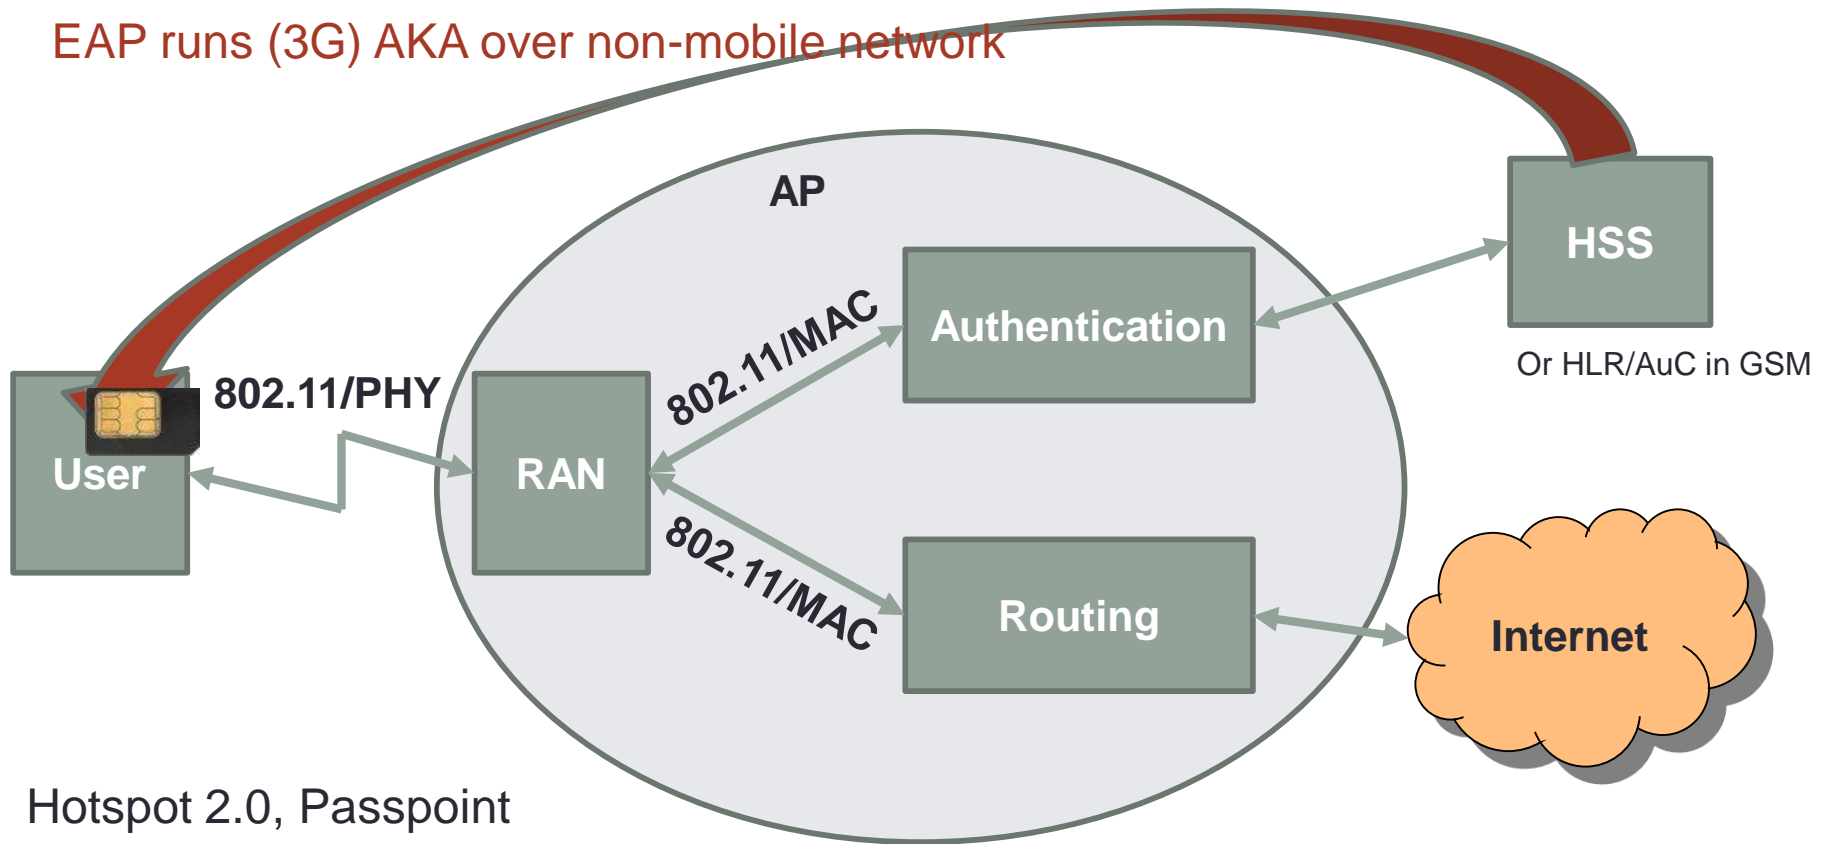 EAP runs (3G) AKA over non-mobile network
AP
HSS
802.11/MAC
Authentication
Or HLR/AuC in GSM
802.11/PHY
User
RAN
802.11/MAC
Routing
Internet
Hotspot 2.0, Passpoint